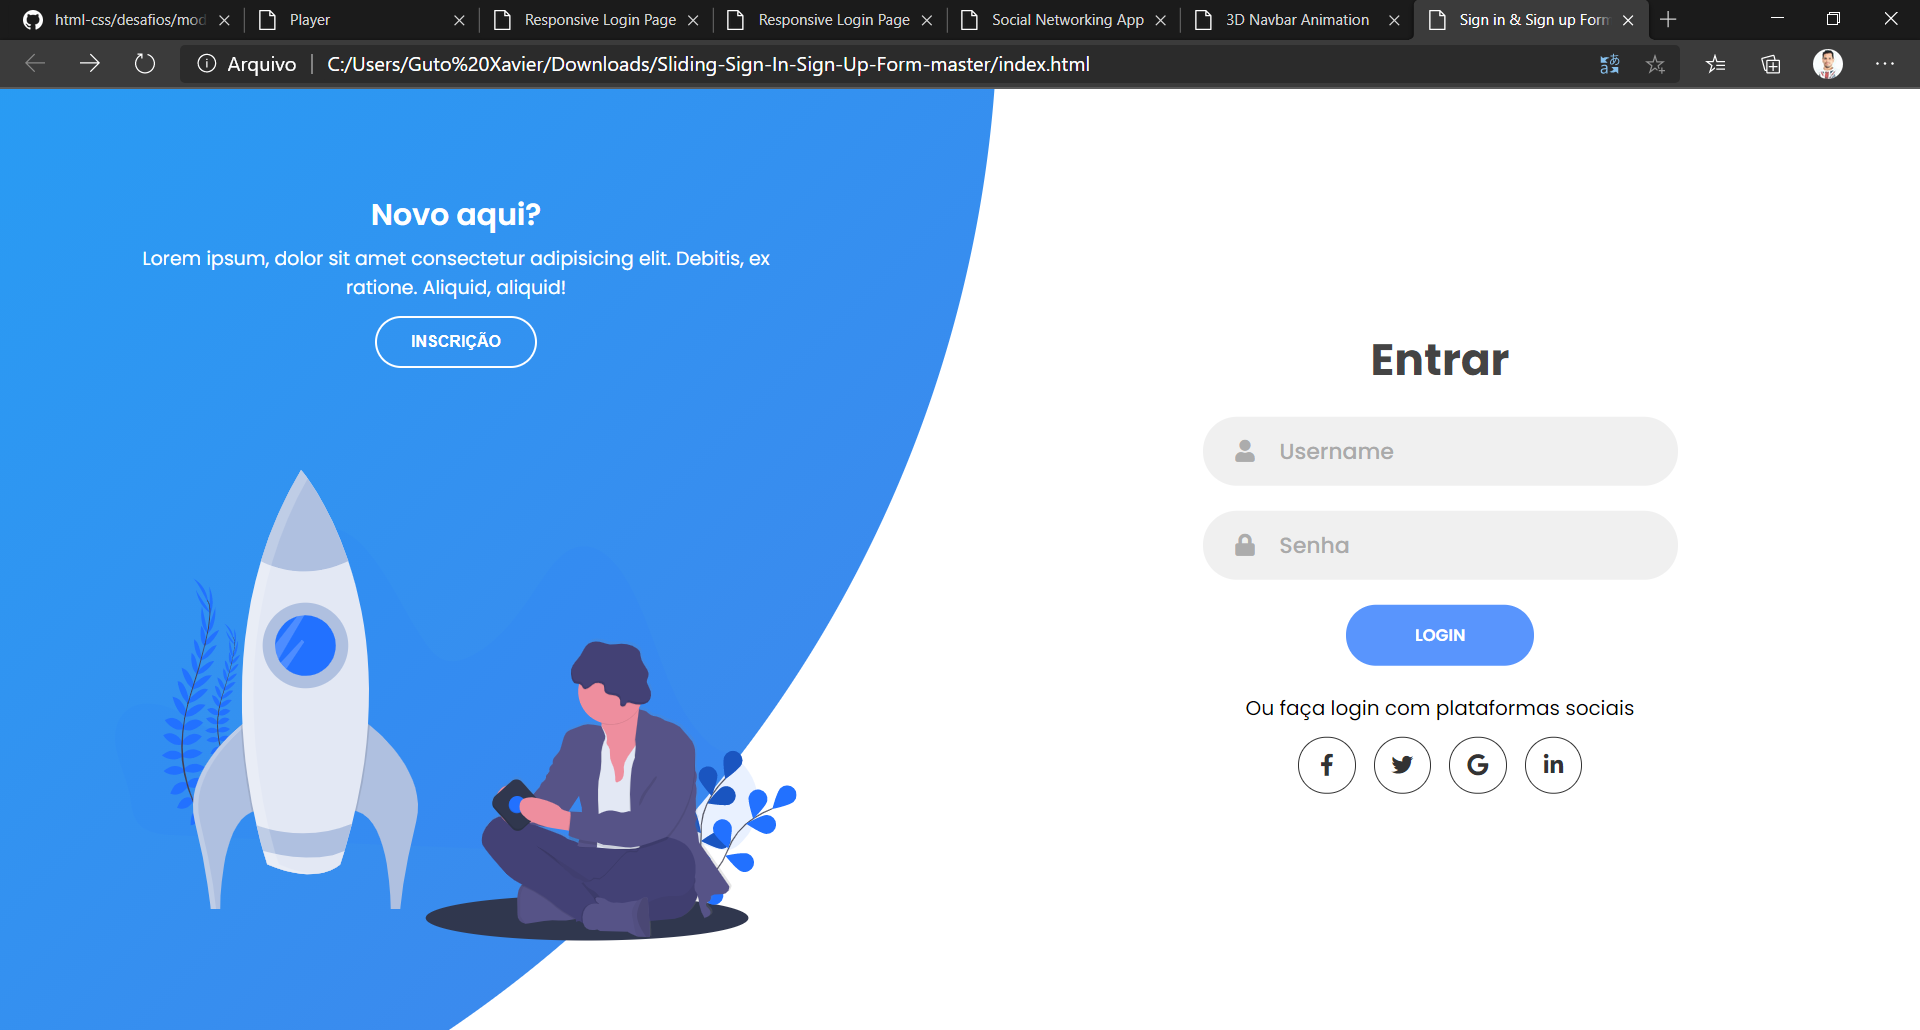 html-css/desafios/mod
Player
Responsive Login Page
Responsive Login Page
Social Networking App
3D Navbar Animation
Sign in & Sign up Form
Arquivo
C:/Users/Guto%20Xavier/Downloads/Sliding-Sign-In-Sign-Up-Form-master/index.html
Novo aqui?
Lorem ipsum, dolor sit amet consectetur adipisicing elit. Debitis, ex
ratione. Aliquid, aliquid!
INSCRIÇÃO
Entrar
Username
Senha
LOGIN
Ou faça login com plataformas sociais